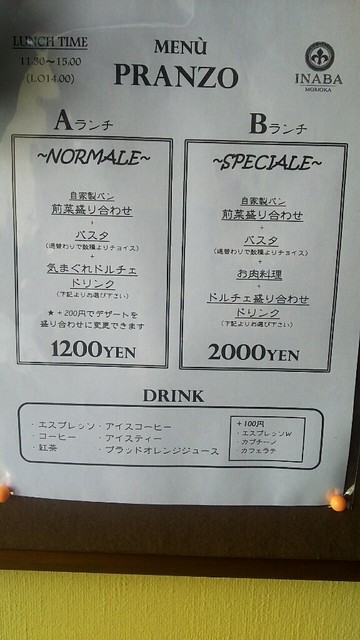 LUNCH TIME
11:30～15:00
(LO14:00)
MENÙ
PRANZO
INABA
MORIOKA
Aランチ
~NORMALE~
自家製パン
前菜盛り合わせ
+
パスタ
(週替わりで数種よりチョイス)
+
気まぐれドルチェ
ドリンク
(下記よりお選び下さい)
★+200円でデザートを
盛り合わせに変更できます
1200YEN
Bランチ
~SPECIALE~
自家製パン
前菜盛り合わせ
+
パスタ
(週替わりで数種よりチョイス)
+
お肉料理
+
ドルチェ盛り合わせ
ドリンク
(下記よりお選び下さい)
2000YEN
DRINK
・エスプレッソ ・アイスコーヒー
・コーヒー ・アイスティー
・紅茶 ・ブラッドオレンジジュース
+100円
・エスプレッソW
・カプチーノ
・カフェラテ